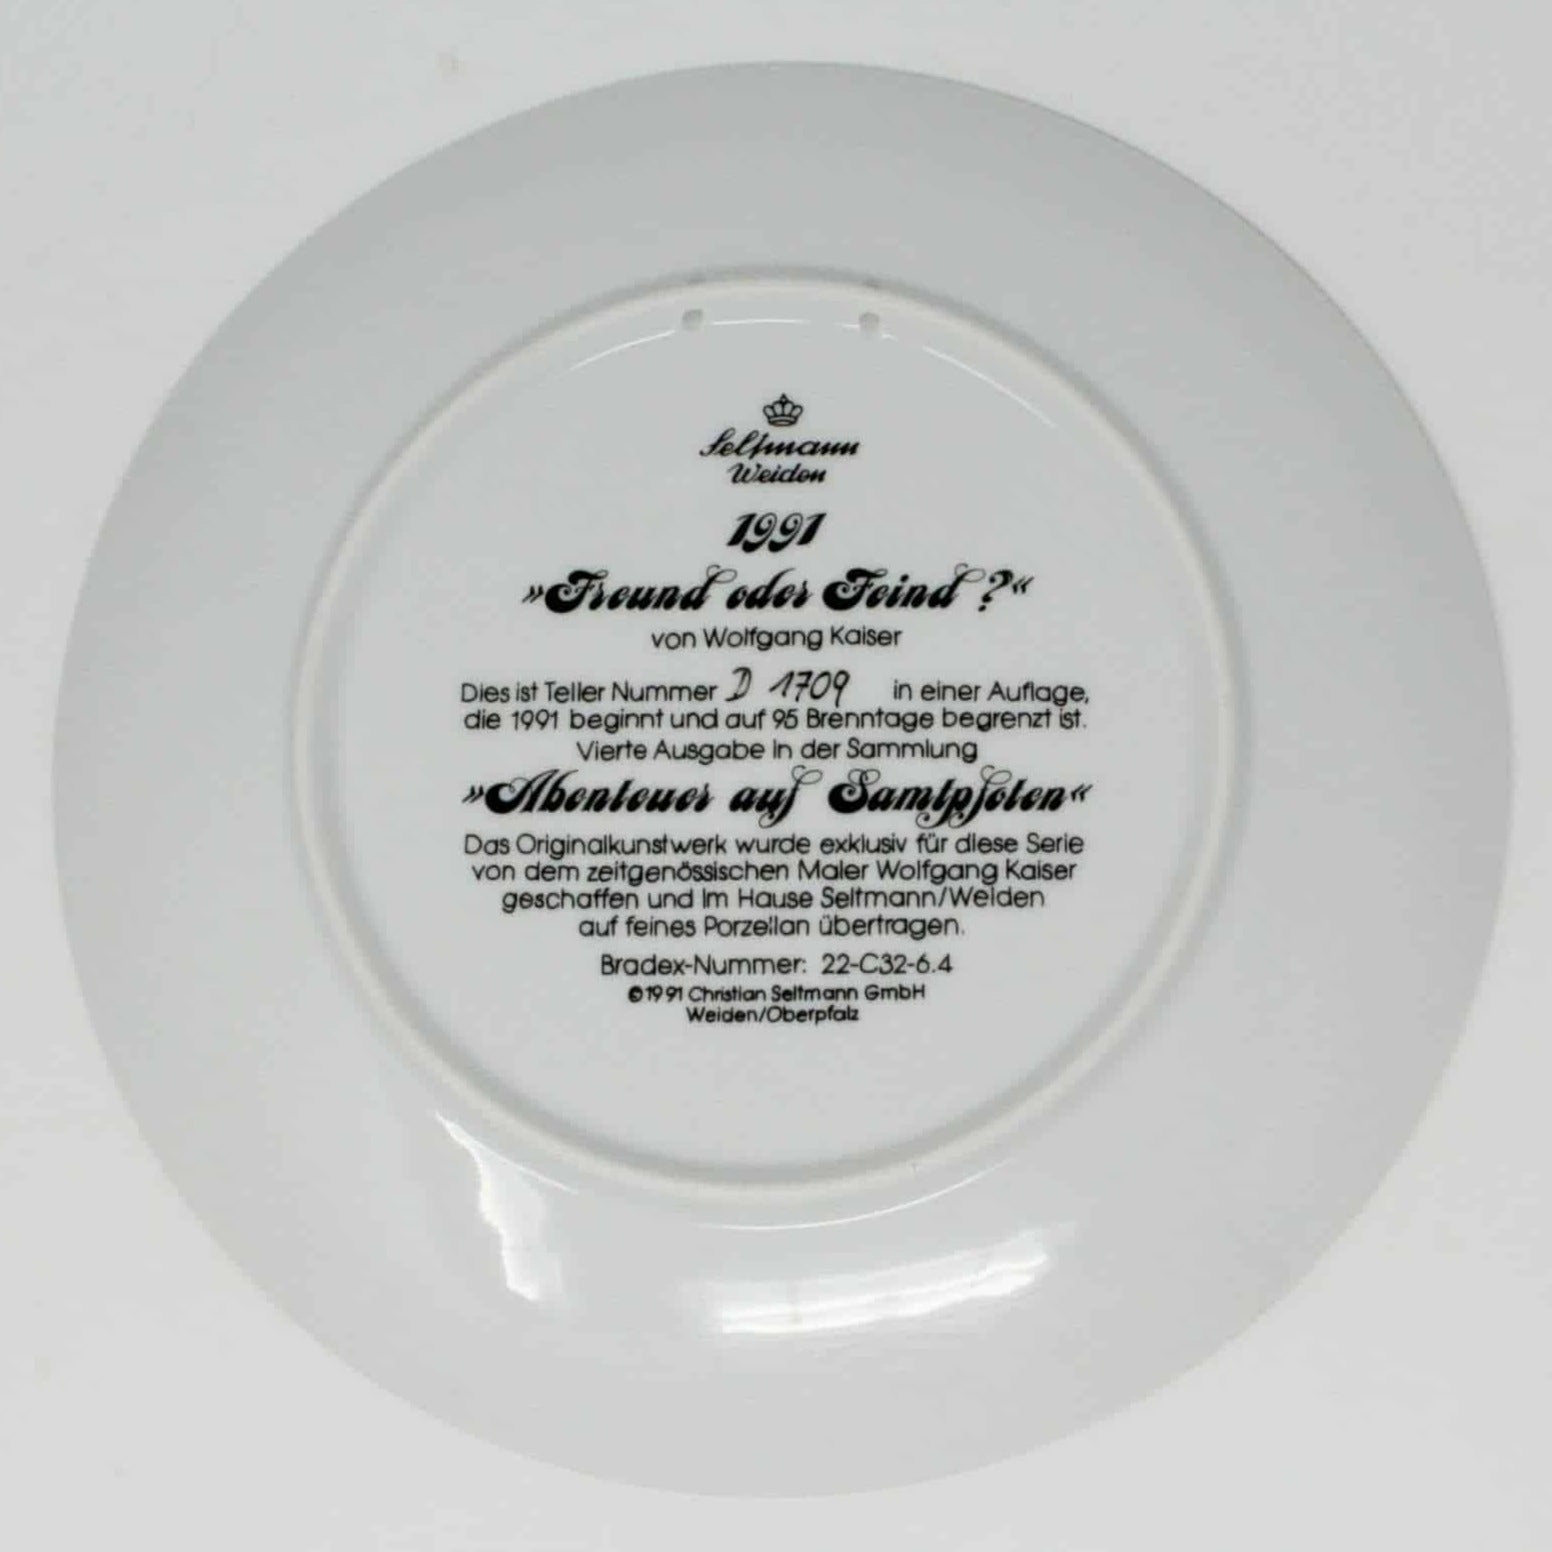 Seltmann
Weiden
1991
»Freund oder Feind?«
von Wolfgang Kaiser
Dies ist Teller Nummer D 1709 in einer Auflage,
die 1991 beginnt und auf 95 Brenntage begrenzt ist.
Vierte Ausgabe in der Sammlung
»Abenteuer auf Samtpfoten«
Das Originalkunstwerk wurde exklusiv für diese Serie
von dem zeitgenössischen Maler Wolfgang Kaiser
geschaffen und im Hause Seltmann/Weiden
auf feines Porzellan übertragen.
Bradex-Nummer: 22-C32-6.4
©1991 Christian Seltmann GmbH
Weiden/Oberpfalz